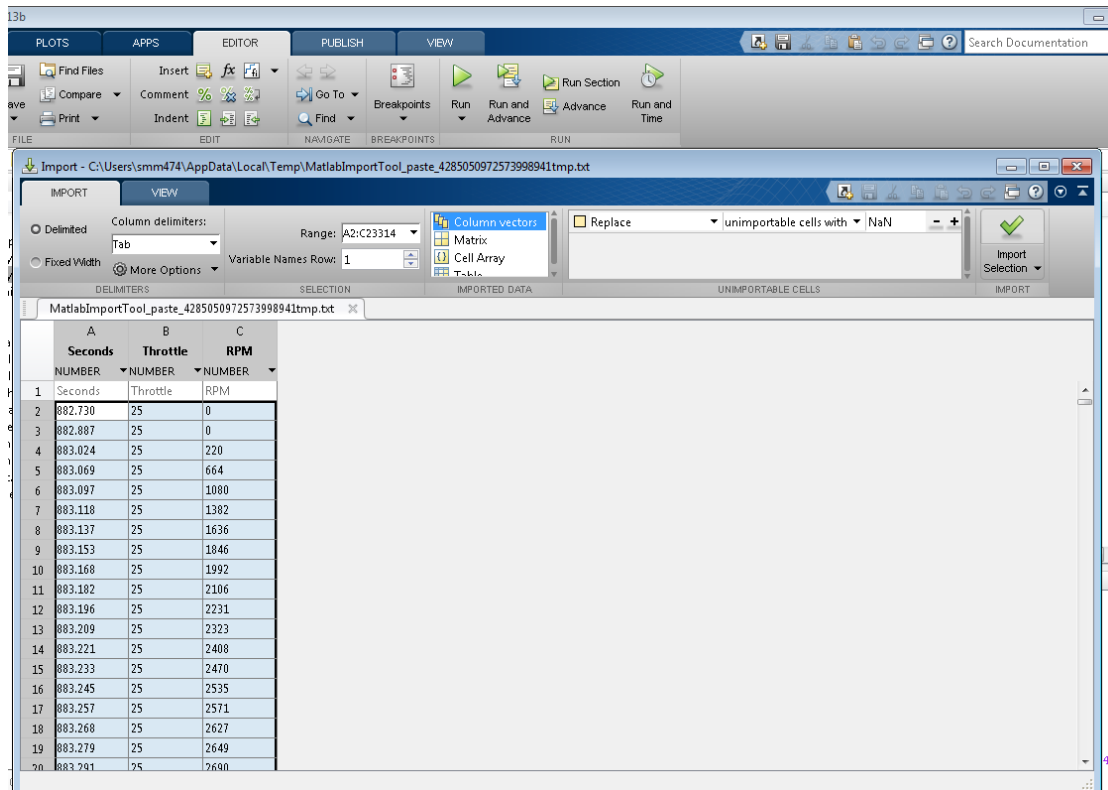 13b
PLOTS APPS EDITOR PUBLISH VIEW Search Documentation
Find Files Insert fx
Compare Comment % Go To Breakpoints Run Run and Advance Run Section Advance Run and Time
Print Indent Find
FILE EDIT NAVIGATE BREAKPOINTS RUN
Import - C:\Users\smm474\AppData\Local\Temp\MatlabImportTool_paste_4285050972573998941tmp.txt
IMPORT VIEW
Delimited Column delimiters: Range: A2:C23314 Column vectors Replace unimportable cells with NaN - +
Tab Matrix
Fixed Width More Options Variable Names Row: 1 Cell Array Import Selection
Table
DELIMITERS SELECTION IMPORTED DATA UNIMPORTABLE CELLS IMPORT
MatlabImportTool_paste_4285050972573998941tmp.txt
A B C
Seconds Throttle RPM
NUMBER NUMBER NUMBER
1 Seconds Throttle RPM
2 882.730 25 0
3 882.887 25 0
4 883.024 25 220
5 883.069 25 664
6 883.097 25 1080
7 883.118 25 1382
8 883.137 25 1636
9 883.153 25 1846
10 883.168 25 1992
11 883.182 25 2106
12 883.196 25 2231
13 883.209 25 2323
14 883.221 25 2408
15 883.233 25 2470
16 883.245 25 2535
17 883.257 25 2571
18 883.268 25 2627
19 883.279 25 2649
20 883.291 25 2690